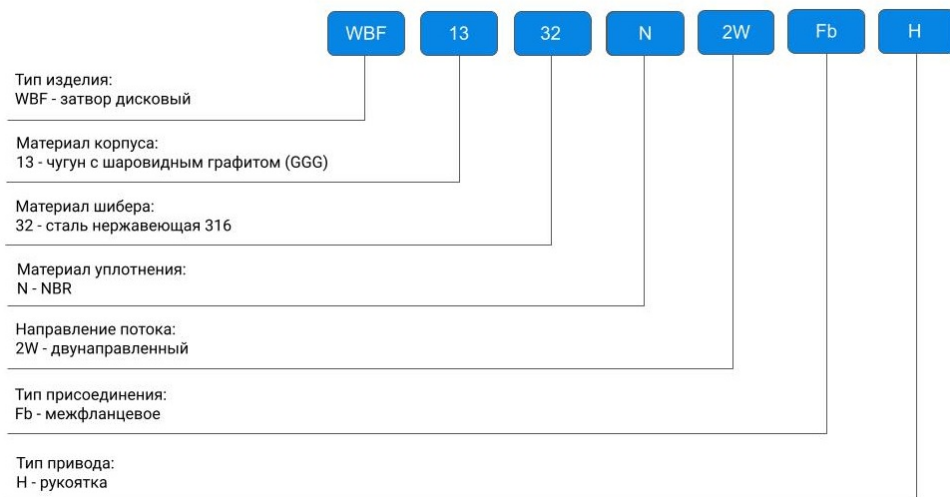 WBF 13 32 N 2W Fb H
Тип изделия:
WBF - затвор дисковый
Материал корпуса:
13 - чугун с шаровидным графитом (GGG)
Материал шибера:
32 - сталь нержавеющая 316
Материал уплотнения:
N - NBR
Направление потока:
2W - двунаправленный
Тип присоединения:
Fb - межфланцевое
Тип привода:
H - рукоятка